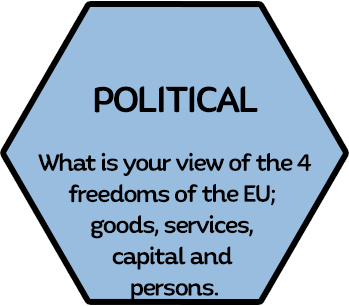 POLITICAL
What is your view of the 4
freedoms of the EU;
goods, services,
capital and
persons.